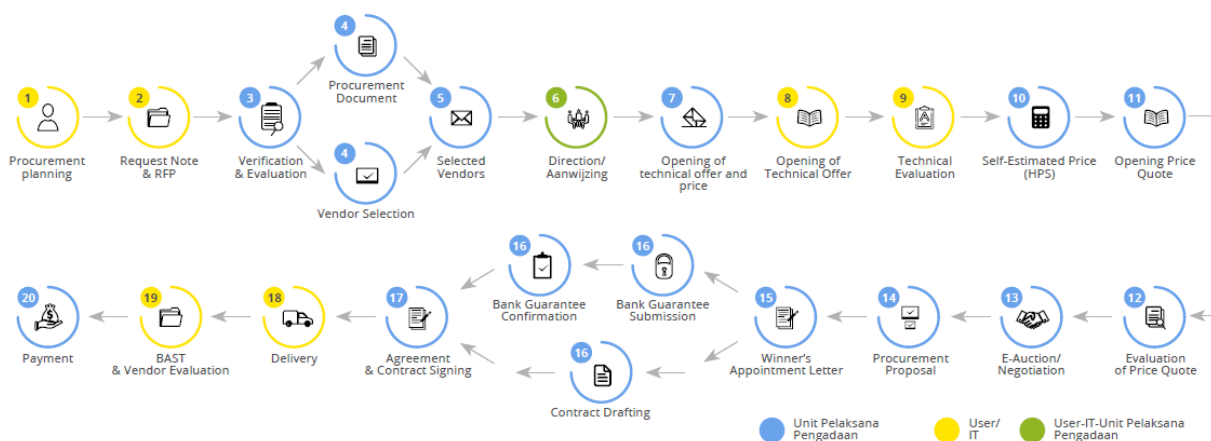 1
Procurement
planning
2
Request Note
& RFP
3
Verification
& Evaluation
4
Procurement
Document
4
Vendor Selection
5
Selected
Vendors
6
Direction/
Aanwijzing
7
Opening of
technical offer and
price
8
Opening of
Technical Offer
9
A
Technical
Evaluation
10
Self-Estimated Price
(HPS)
11
Opening Price
Quote
12
Evaluation
of Price Quote
13
E-Auction/
Negotiation
14
Procurement
Proposal
15
Winner's
Appointment Letter
16
Bank Guarantee
Submission
16
Bank Guarantee
Confirmation
16
Contract Drafting
17
Agreement
& Contract Signing
18
Delivery
19
BAST
& Vendor Evaluation
20
$
Payment
Unit Pelaksana
Pengadaan
User/
IT
User-IT-Unit Pelaksana
Pengadaan